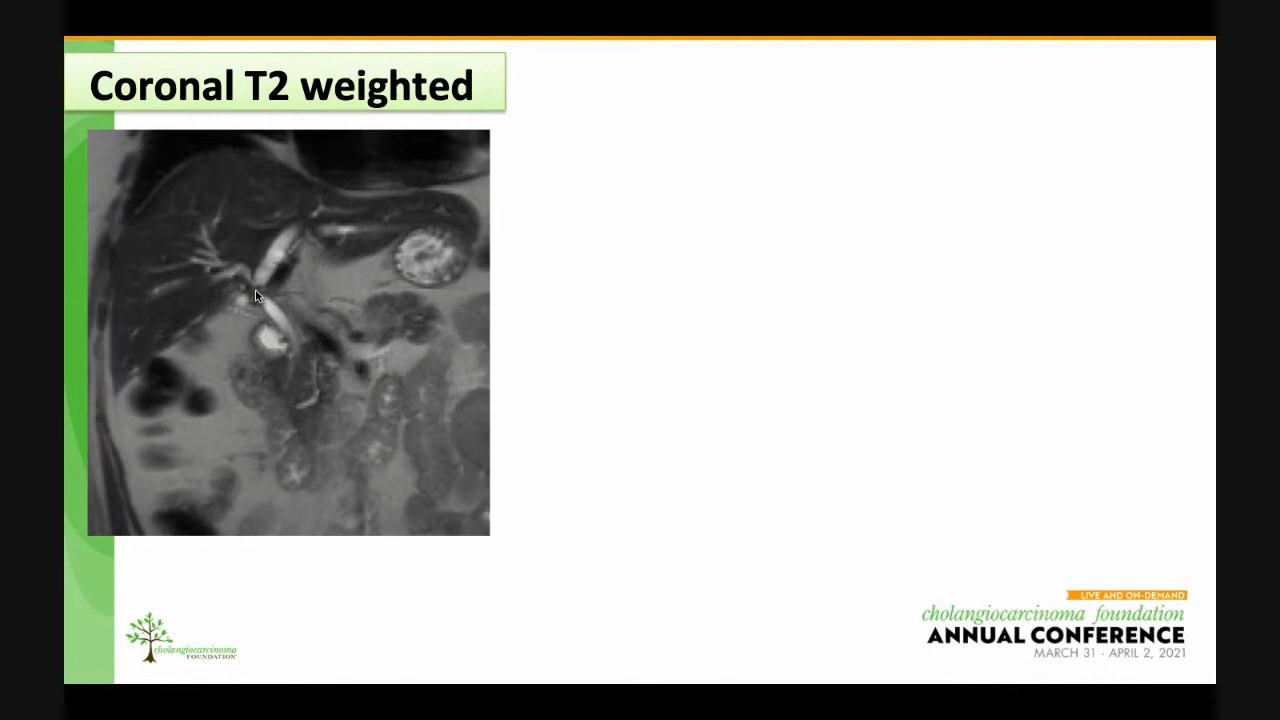 Coronal T2 weighted
cholangiocarcinoma
FOUNDATION
LIVE AND ON-DEMAND
cholangiocarcinoma foundation
ANNUAL CONFERENCE
MARCH 31 - APRIL 2, 2021